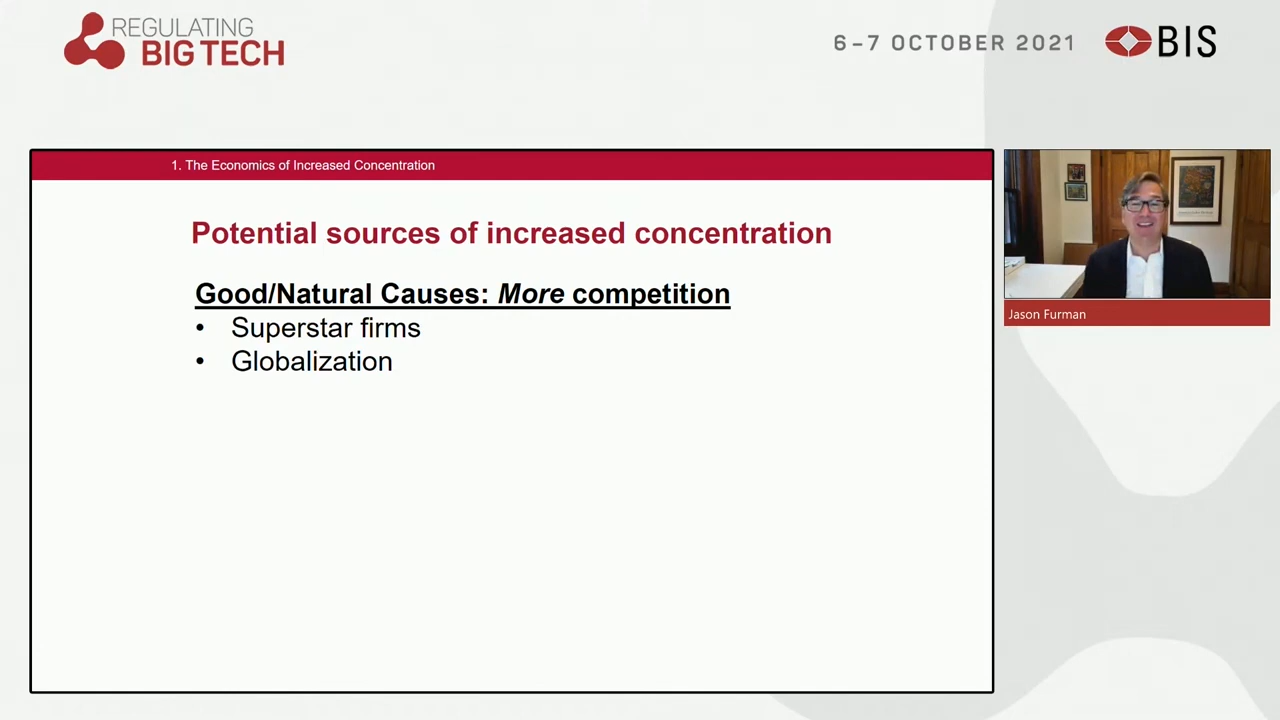 REGULATING
BIG TECH
6–7 OCTOBER 2021
BIS
1. The Economics of Increased Concentration
Potential sources of increased concentration
Good/Natural Causes: More competition
• Superstar firms
• Globalization
Jason Furman